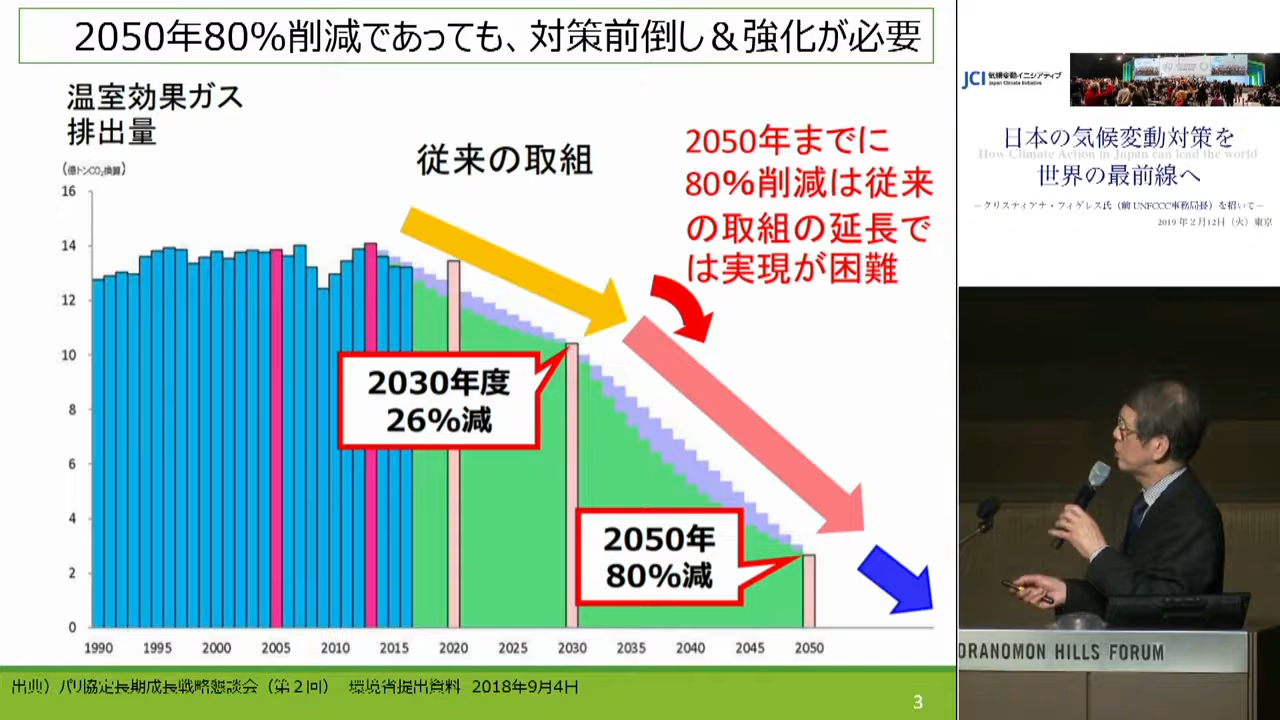 2050年80%削減であっても、対策前倒し＆強化が必要
温室効果ガス
排出量
（億トンCO₂換算）
従来の取組
2050年までに
80%削減は従来
の取組の延長で
は実現が困難
16
14
12
10
8
6
4
2
0
2030年度
26%減
2050年
80%減
1990 1995 2000 2005 2010 2015 2020 2025 2030 2035 2040 2045 2050
出典）パリ協定長期成長戦略懇談会（第２回） 環境省提出資料 2018年9月4日
3
JCI 気候変動イニシアティブ
Japan Climate Initiative
日本の気候変動対策を
How Climate Action in Japan can lead the world
世界の最前線へ
－クリスティアナ・フィゲレス氏（前 UNFCCC事務局長）を招いて－
2019 年２月12日（火）東京
ORANOMON HILLS FORUM